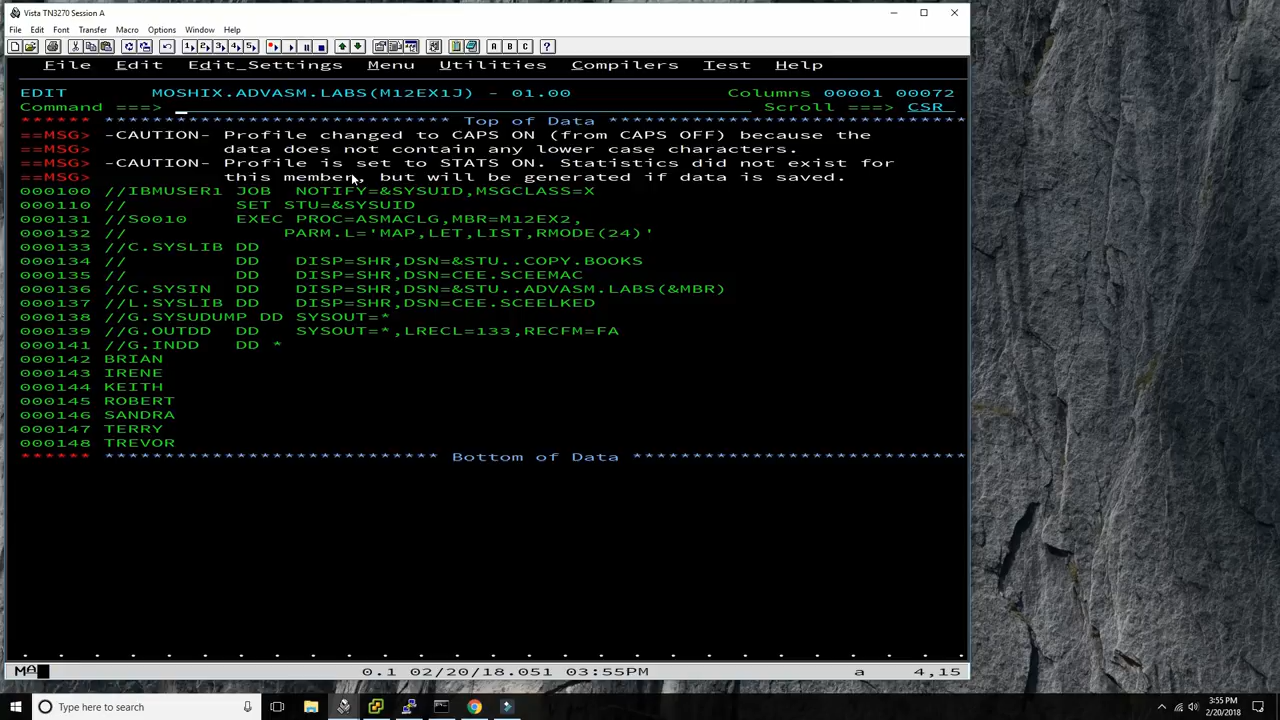 Vista TN3270 Session A
File Edit Font Transfer Macro Options Window Help
1 2 3 4 5 A B C ?
File Edit Edit_Settings Menu Utilities Compilers Test Help
EDIT MOSHIX.ADVASM.LABS(M12EX1J) - 01.00 Columns 00001 00072
Command ===> Scroll ===> CSR
****** **************************** Top of Data ****************************
==MSG> -CAUTION- Profile changed to CAPS ON (from CAPS OFF) because the
==MSG> data does not contain any lower case characters.
==MSG> -CAUTION- Profile is set to STATS ON. Statistics did not exist for
==MSG> this member, but will be generated if data is saved.
000100 //IBMUSER1 JOB NOTIFY=&SYSUID,MSGCLASS=X
000110 // SET STU=&SYSUID
000131 //S0010 EXEC PROC=ASMACLG,MBR=M12EX2,
000132 // PARM.L='MAP,LET,LIST,RMODE(24)'
000133 //C.SYSLIB DD
000134 // DD DISP=SHR,DSN=&STU..COPY.BOOKS
000135 // DD DISP=SHR,DSN=CEE.SCEEMAC
000136 //C.SYSIN DD DISP=SHR,DSN=&STU..ADVASM.LABS(&MBR)
000137 //L.SYSLIB DD DISP=SHR,DSN=CEE.SCEELKED
000138 //G.SYSUDUMP DD SYSOUT=*
000139 //G.OUTDD DD SYSOUT=*,LRECL=133,RECFM=FA
000141 //G.INDD DD *
000142 BRIAN
000143 IRENE
000144 KEITH
000145 ROBERT
000146 SANDRA
000147 TERRY
000148 TREVOR
****** **************************** Bottom of Data ****************************
0.1 02/20/18.051 03:55PM a 4,15
Type here to search
3:55 PM
2/20/2018